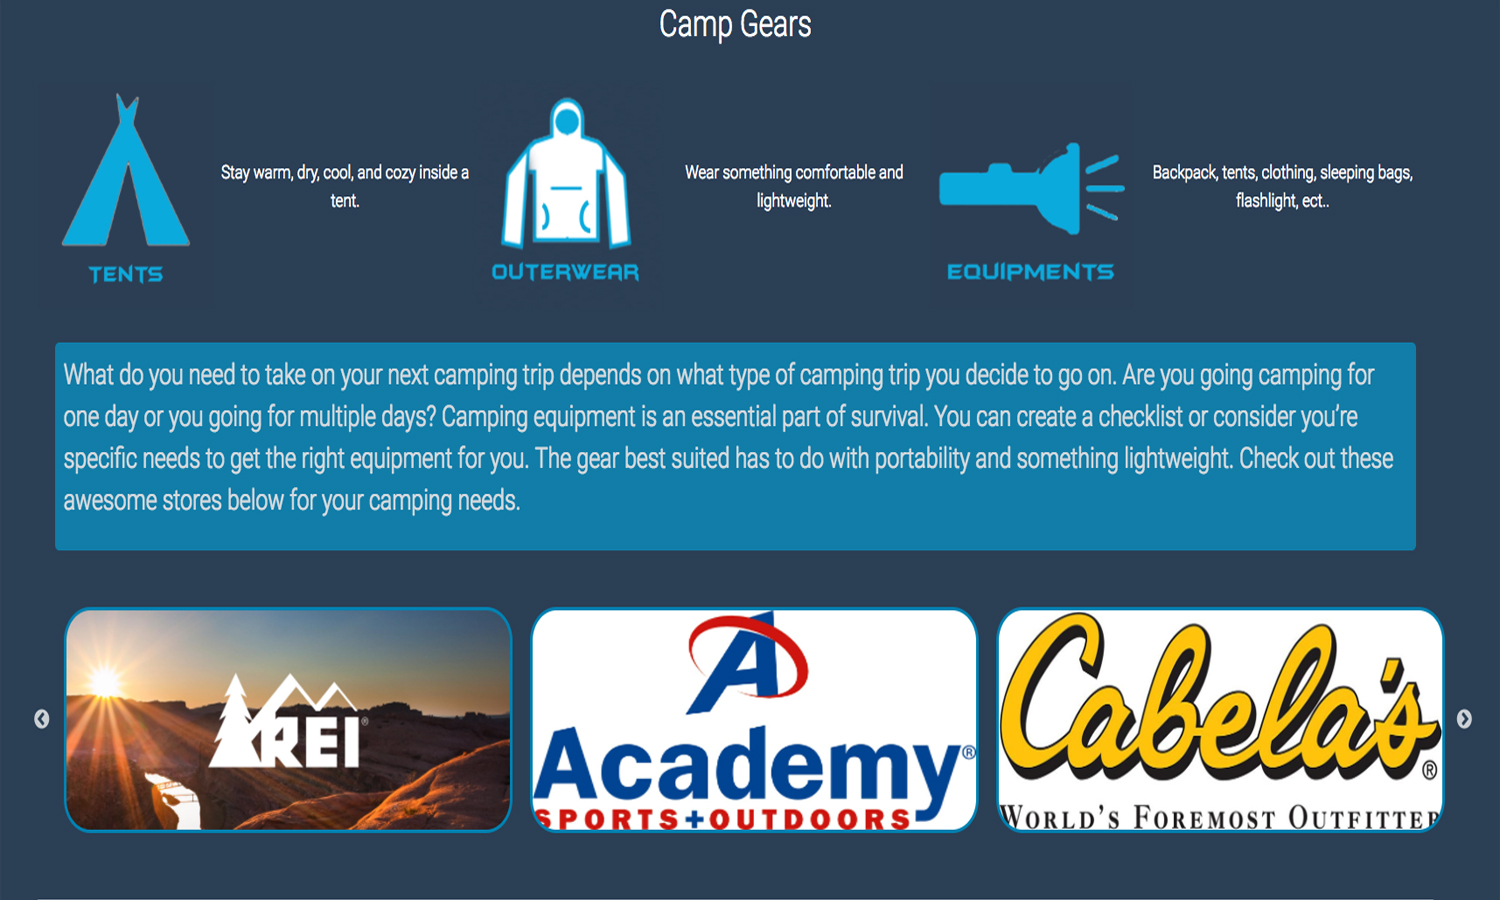 Camp Gears
Stay warm, dry, cool, and cozy inside a
tent.
TENTS
Wear something comfortable and
lightweight.
OUTERWEAR
Backpack, tents, clothing, sleeping bags,
flashlight, ect..
EQUIPMENTS
What do you need to take on your next camping trip depends on what type of camping trip you decide to go on. Are you going camping for
one day or you going for multiple days? Camping equipment is an essential part of survival. You can create a checklist or consider you’re
specific needs to get the right equipment for you. The gear best suited has to do with portability and something lightweight. Check out these
awesome stores below for your camping needs.
REI®
A
Academy®
SPORTS+OUTDOORS
Cabela's®
WORLD'S FOREMOST OUTFITTER